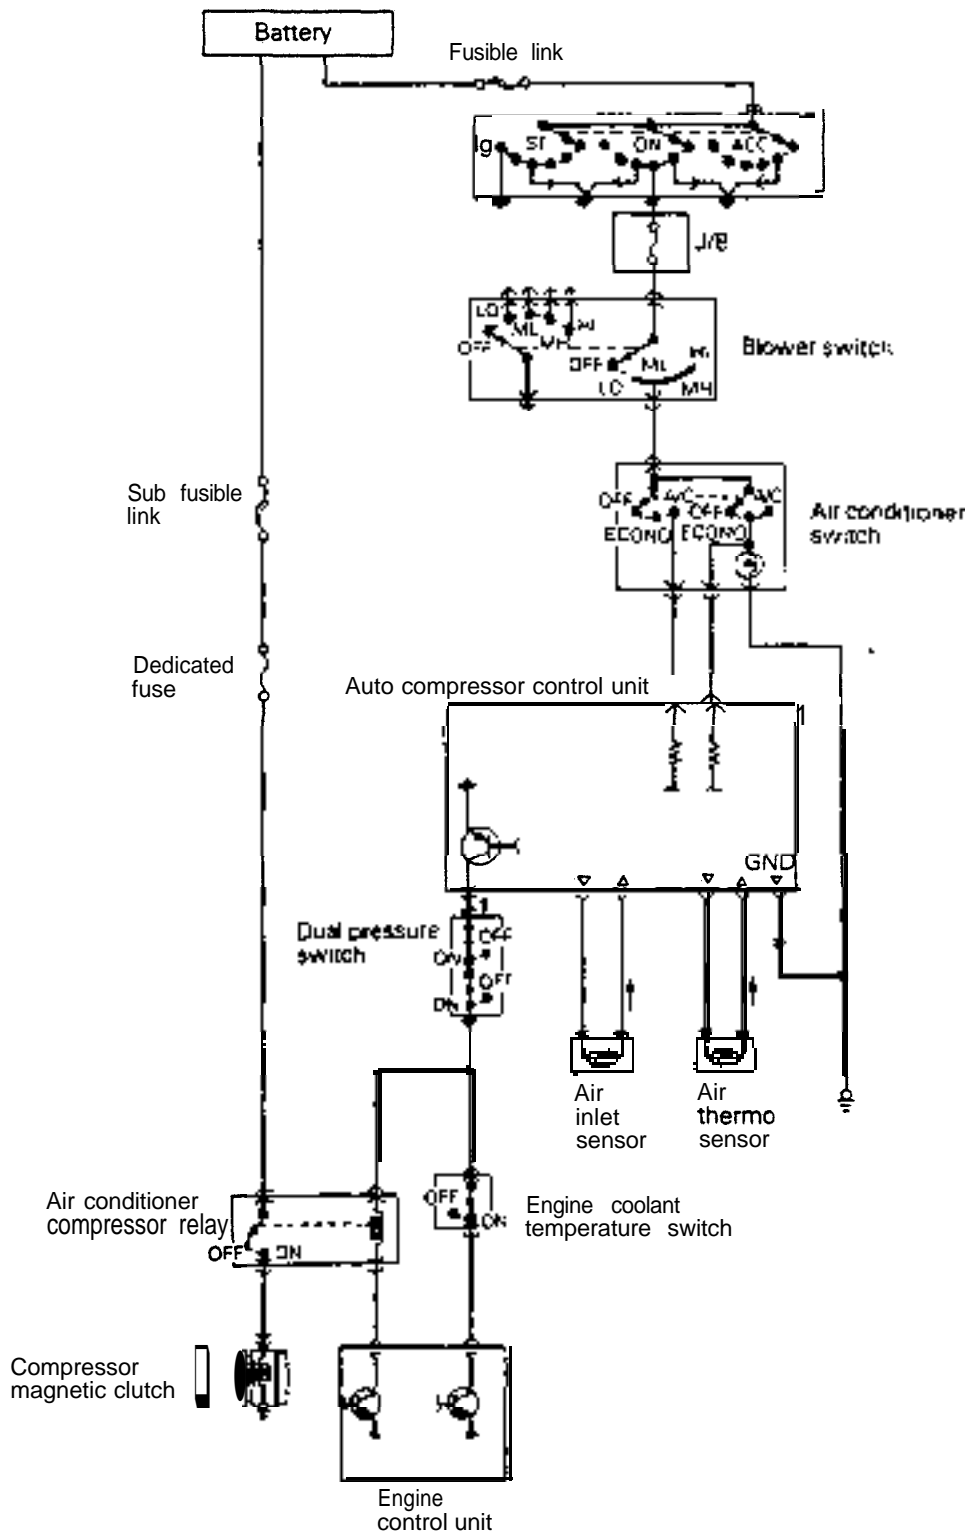 Battery
Fusible link
Ig
ST
ON
ACC
J/B
LO
ML
MH
HI
OFF
OFF
ML
HI
LO
MH
Blower switch
Sub fusible
link
OFF
A/C
OFF
A/C
ECONO
ECONO
Air conditioner
switch
Dedicated
fuse
Auto compressor control unit
GND
1
Dual pressure
switch
OFF
ON
OFF
ON
Air
inlet
sensor
Air
thermo
sensor
Air conditioner
compressor relay
OFF
ON
OFF
ON
Engine coolant
temperature switch
Compressor
magnetic clutch
Engine
control unit